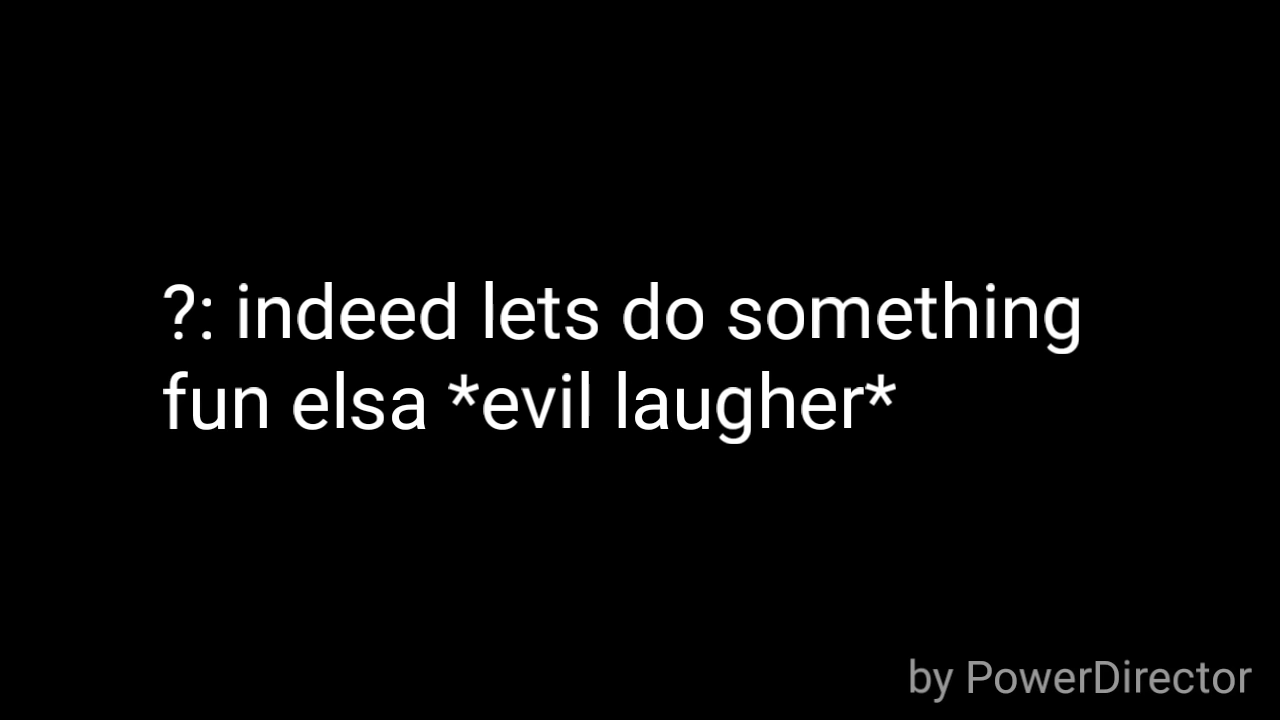 ?: indeed lets do something
fun elsa *evil laugher*
by PowerDirector